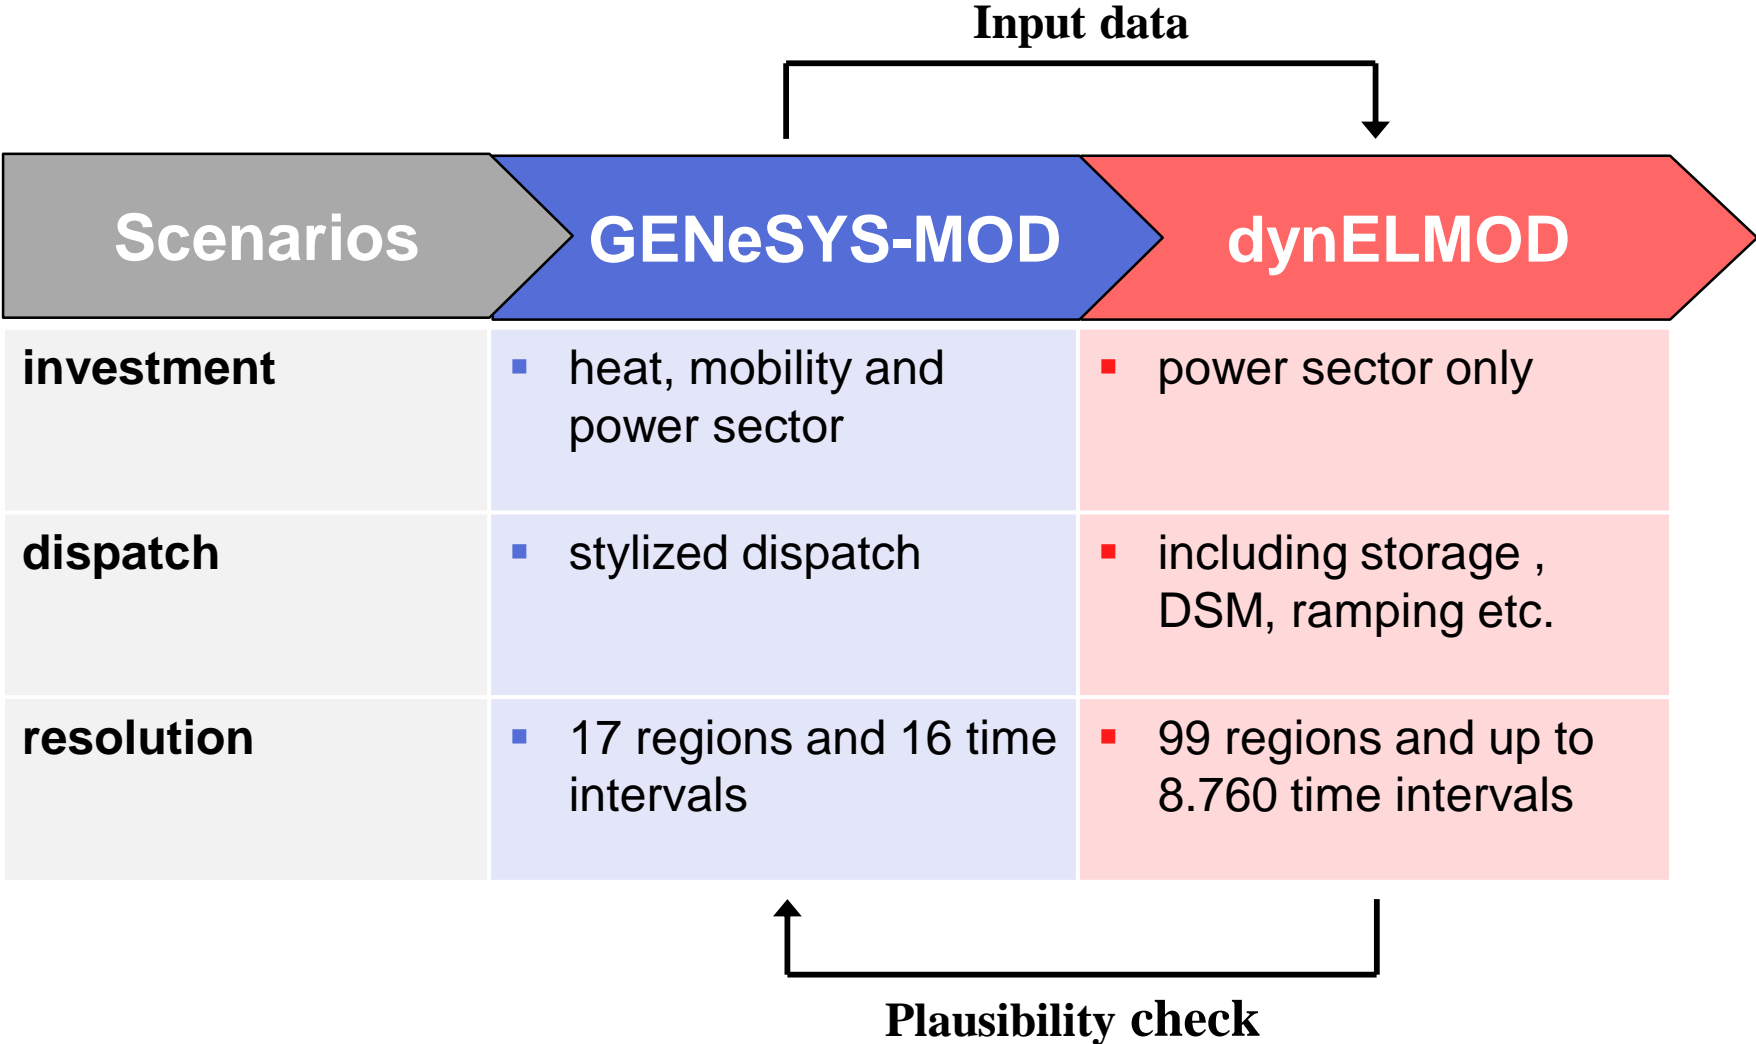 Input data
Scenarios
GENeSYS-MOD
dynELMOD
investment
▪ heat, mobility and
power sector
▪ power sector only
dispatch
▪ stylized dispatch
▪ including storage ,
DSM, ramping etc.
resolution
▪ 17 regions and 16 time
intervals
▪ 99 regions and up to
8.760 time intervals
Plausibility check